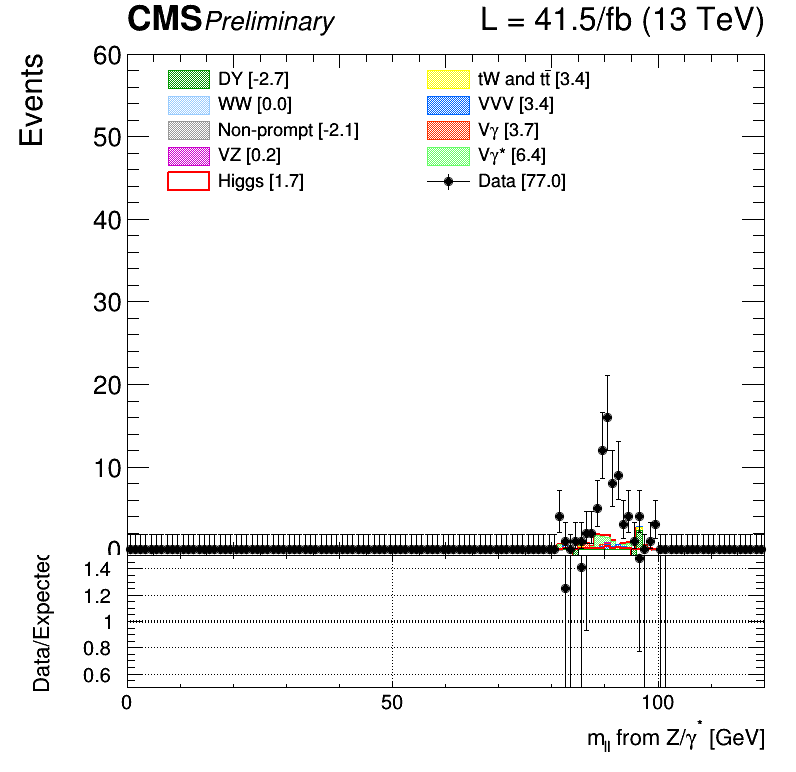 CMS Preliminary L = 41.5/fb (13 TeV)
Events
60
50
40
30
20
10
0
DY [-2.7]
WW [0.0]
Non-prompt [-2.1]
VZ [0.2]
Higgs [1.7]
tW and tt̄ [3.4]
VVV [3.4]
Vγ [3.7]
Vγ* [6.4]
Data [77.0]
Data/Expected
1.4
1.2
1
0.8
0.6
0 50 100
m_ll from Z/γ* [GeV]